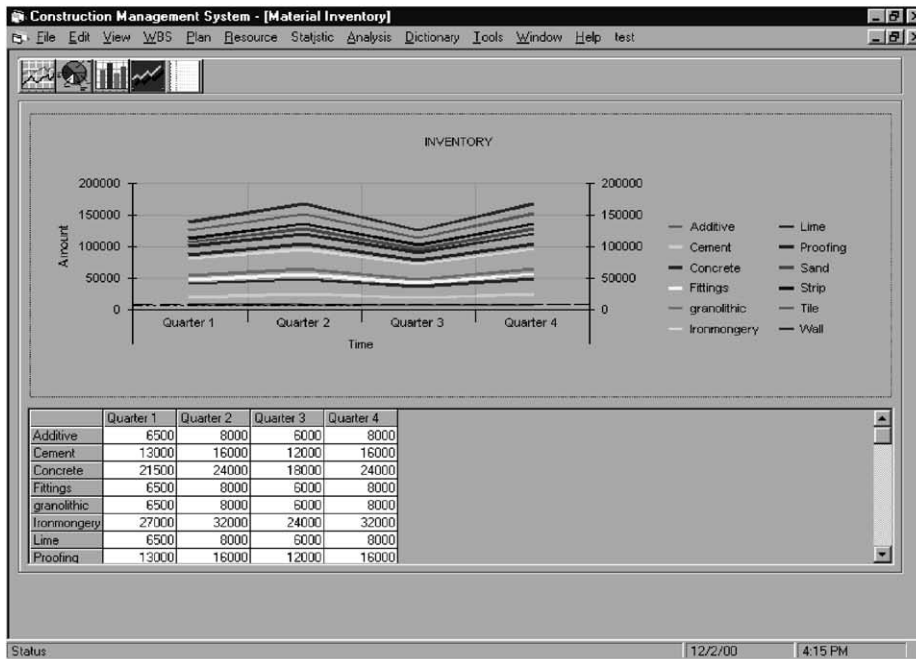 Construction Management System - [Material Inventory]
File Edit View WBS Plan Resource Statistic Analysis Dictionary Tools Window Help test
INVENTORY
200000 200000
150000 150000
100000 100000
50000 50000
0 0
Amount
Quarter 1 Quarter 2 Quarter 3 Quarter 4
Time
Additive Lime
Cement Proofing
Concrete Sand
Fittings Strip
granolithic Tile
Ironmongery Wall
Quarter 1 Quarter 2 Quarter 3 Quarter 4
Additive 6500 8000 6000 8000
Cement 13000 16000 12000 16000
Concrete 21500 24000 18000 24000
Fittings 6500 8000 6000 8000
granolithic 6500 8000 6000 8000
Ironmongery 27000 32000 24000 32000
Lime 6500 8000 6000 8000
Proofing 13000 16000 12000 16000
Status 12/2/00 4:15 PM